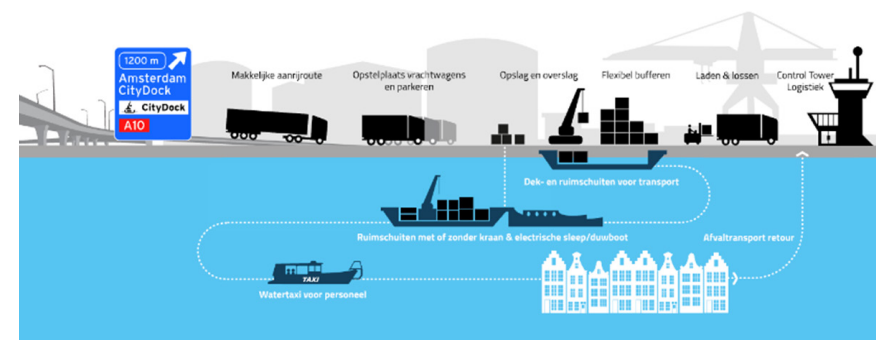 1200 m
Amsterdam
CityDock
CityDock
A10
Makkelijke aanrijroute
Opstelplaats vrachtwagens
en parkeren
Opslag en overslag
Flexibel bufferen
Laden & lossen
Control Tower
Logistiek
Dek- en ruimschuiten voor transport
Ruimschuiten met of zonder kraan & electrische sleep/duwboot
Afvaltransport retour
TAXI
Watertaxi voor personeel